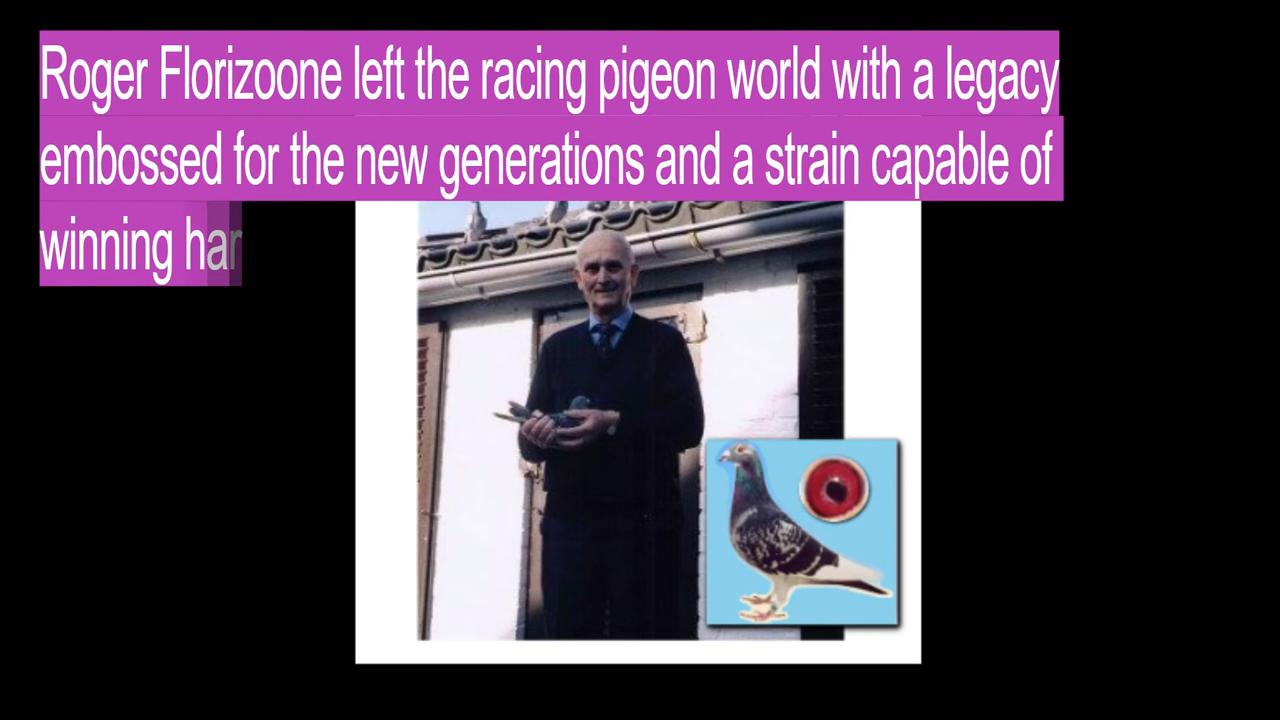 Roger Florizoone left the racing pigeon world with a legacy
embossed for the new generations and a strain capable of
winning har